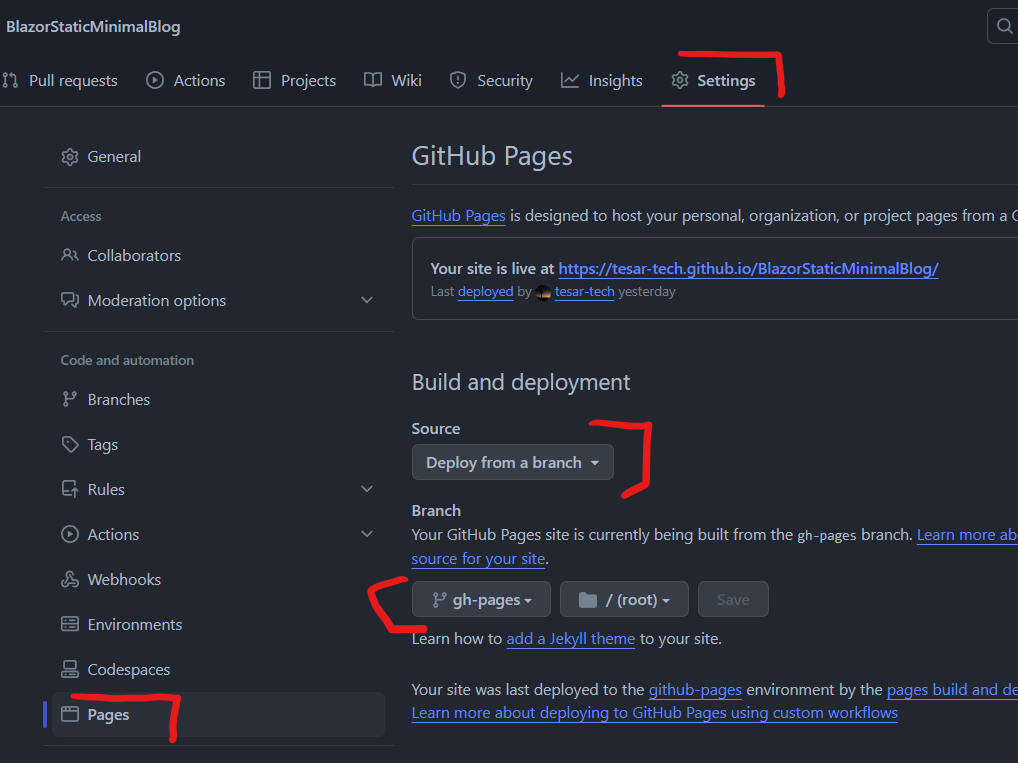 BlazorStaticMinimalBlog
Pull requests Actions Projects Wiki Security Insights Settings
General
Access
Collaborators
Moderation options
Code and automation
Branches
Tags
Rules
Actions
Webhooks
Environments
Codespaces
Pages
GitHub Pages
GitHub Pages is designed to host your personal, organization, or project pages from a G
Your site is live at https://tesar-tech.github.io/BlazorStaticMinimalBlog/
Last deployed by tesar-tech yesterday
Build and deployment
Source
Deploy from a branch
Branch
Your GitHub Pages site is currently being built from the gh-pages branch. Learn more ab
source for your site.
gh-pages / (root) Save
Learn how to add a Jekyll theme to your site.
Your site was last deployed to the github-pages environment by the pages build and de
Learn more about deploying to GitHub Pages using custom workflows